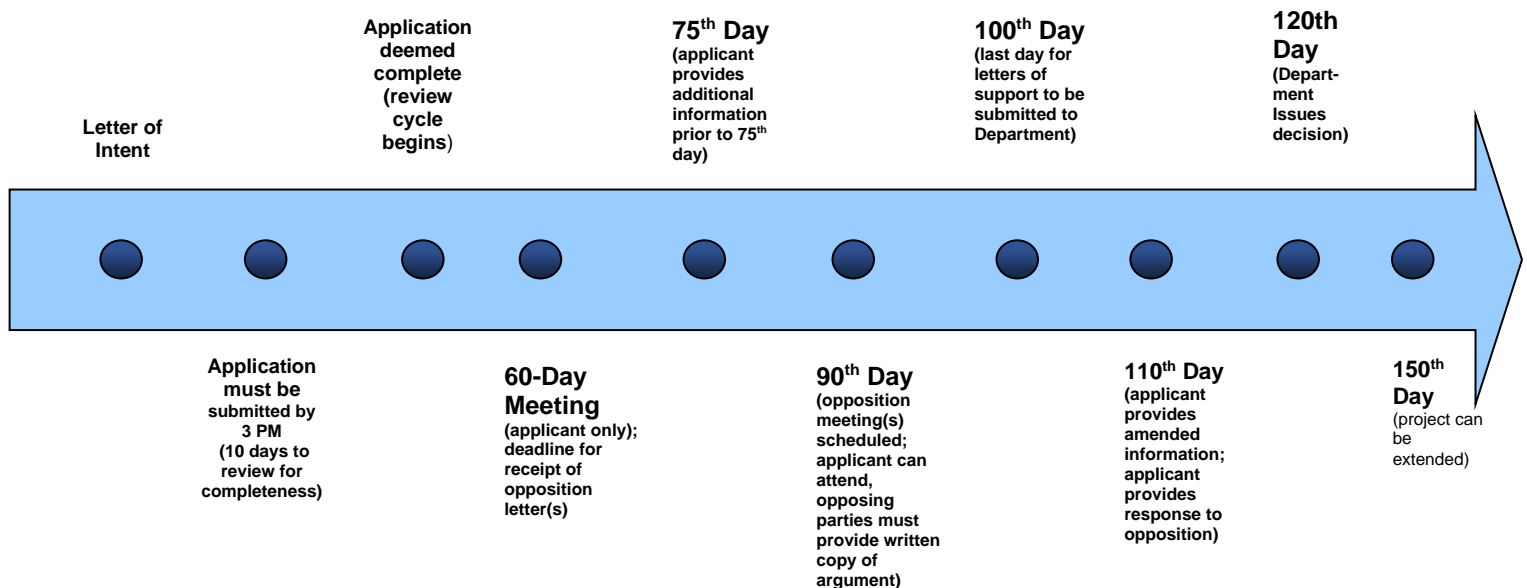 Letter of
Intent
Application
must be
submitted by
3 PM
(10 days to
review for
completeness)
Application
deemed
complete
(review
cycle
begins)
60-Day
Meeting
(applicant only);
deadline for
receipt of
opposition
letter(s)
75th Day
(applicant
provides
additional
information
prior to 75th
day)
90th Day
(opposition
meeting(s)
scheduled;
applicant can
attend,
opposing
parties must
provide written
copy of
argument)
100th Day
(last day for
letters of
support to be
submitted to
Department)
110th Day
(applicant
provides
amended
information;
applicant
provides
response to
opposition)
120th
Day
(Depart-
ment
Issues
decision)
150th
Day
(project can
be
extended)